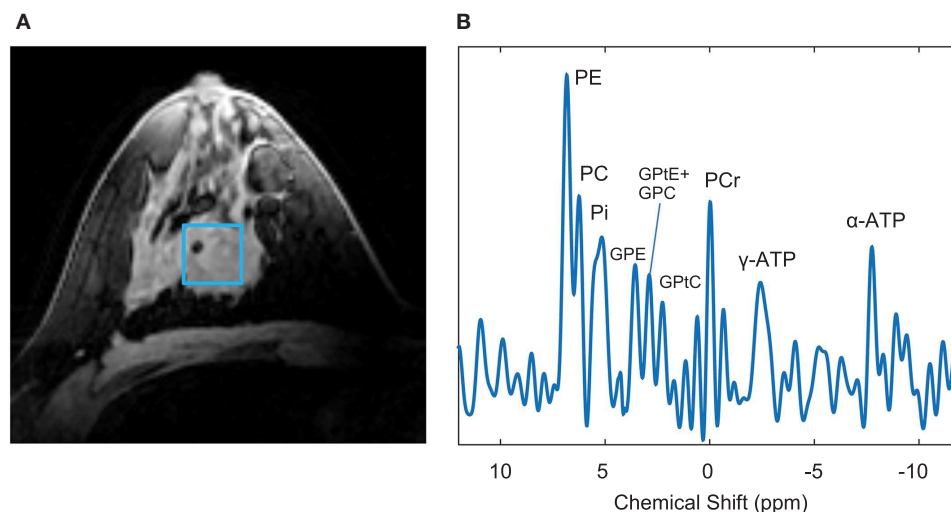 A
B
PE
PC
Pi
GPE
GPtE+
GPC
GPtC
PCr
γ-ATP
α-ATP
10
5
0
-5
-10
Chemical Shift (ppm)